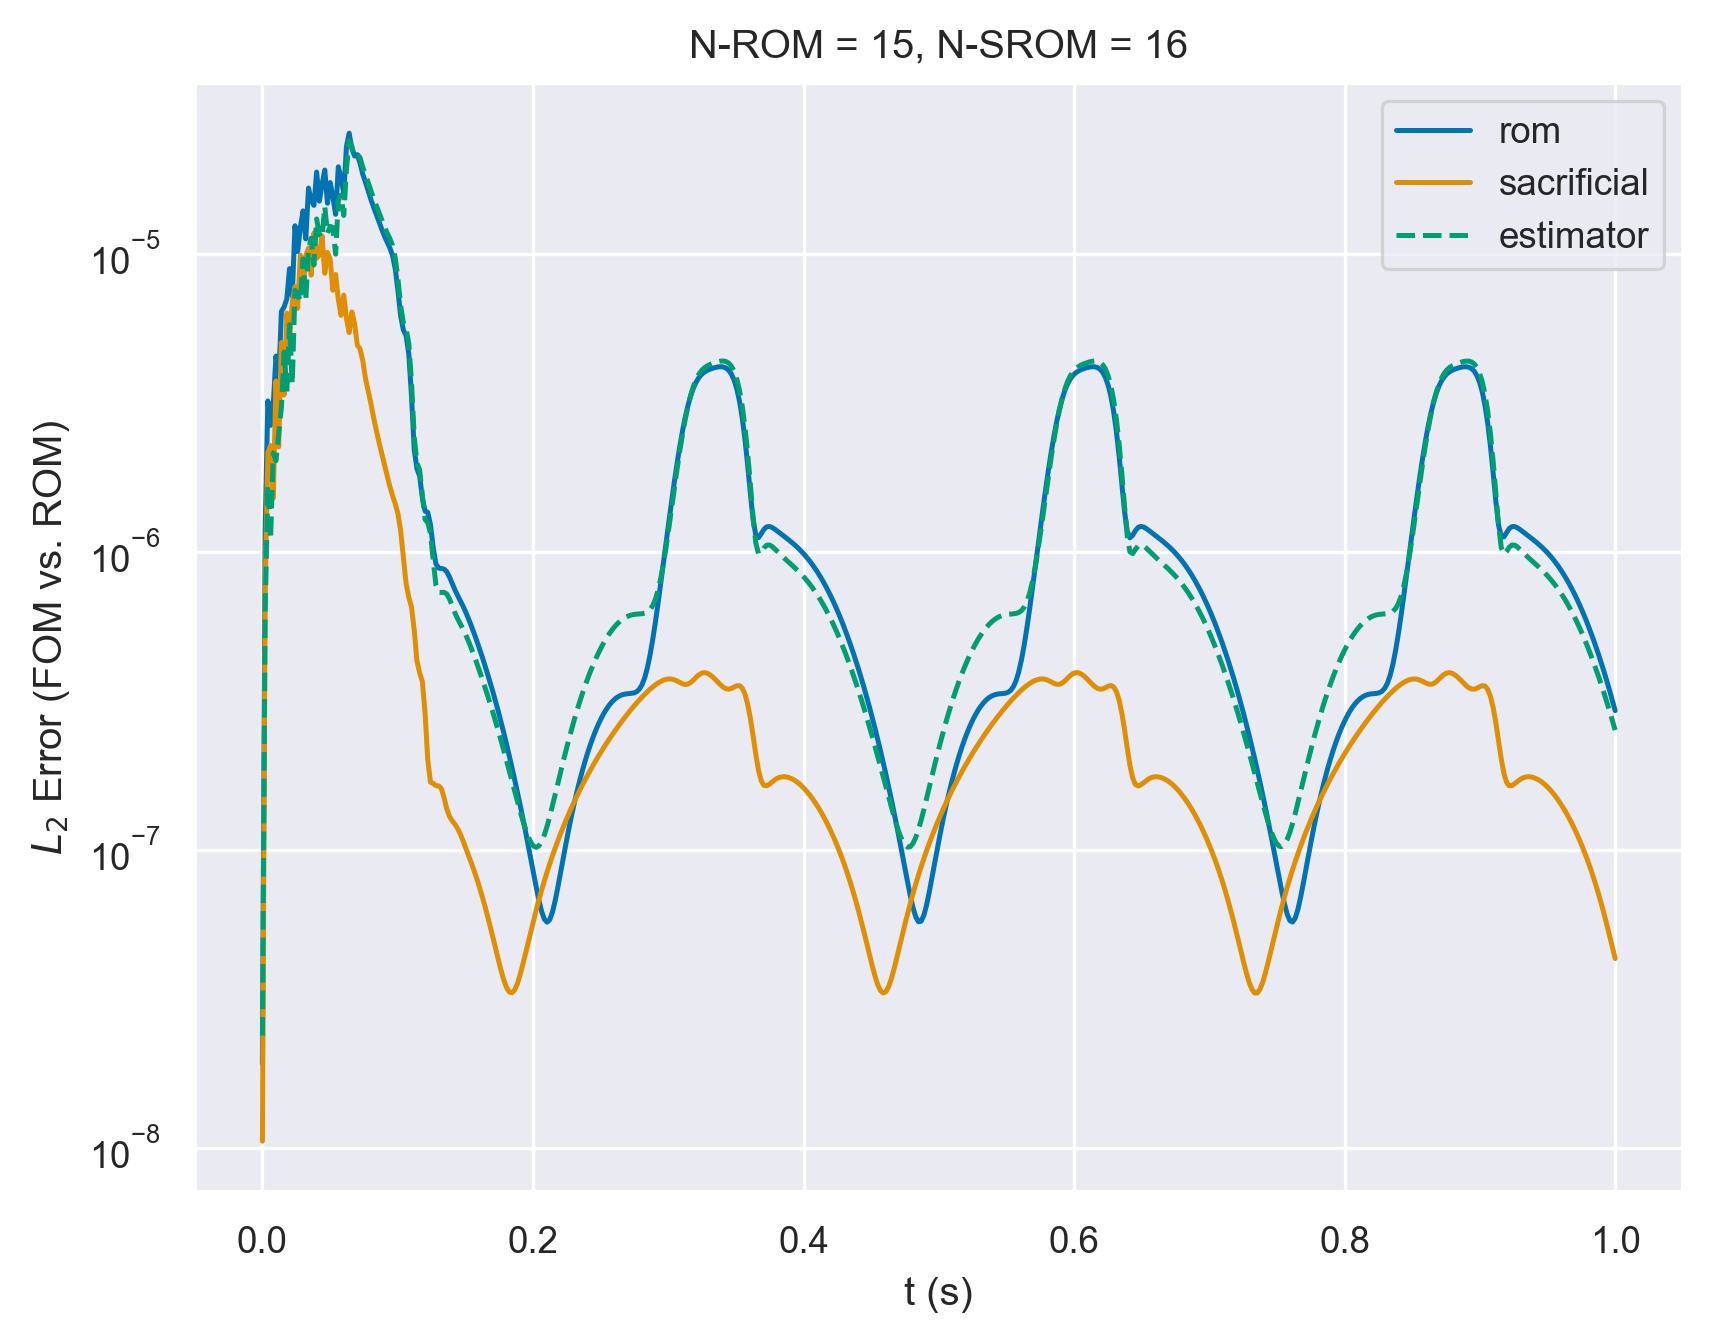 N-ROM = 15, N-SROM = 16
rom
sacrificial
estimator
L₂ Error (FOM vs. ROM)
10⁻⁵
10⁻⁶
10⁻⁷
10⁻⁸
0.0 0.2 0.4 0.6 0.8 1.0
t (s)